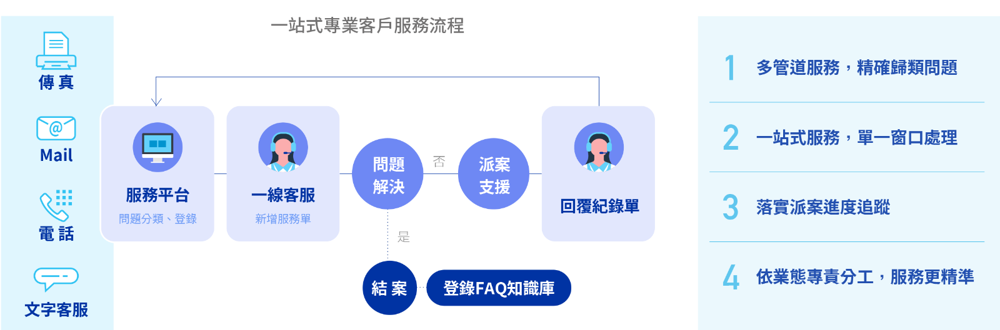 一站式專業客戶服務流程
傳 真
Mail
電 話
文字客服
服務平台
問題分類、登錄
一線客服
新增服務單
問題
解決
否
派案
支援
回覆紀錄單
是
結 案
登錄FAQ知識庫
1 多管道服務，精確歸類問題
2 一站式服務，單一窗口處理
3 落實派案進度追蹤
4 依業態專責分工，服務更精準
@